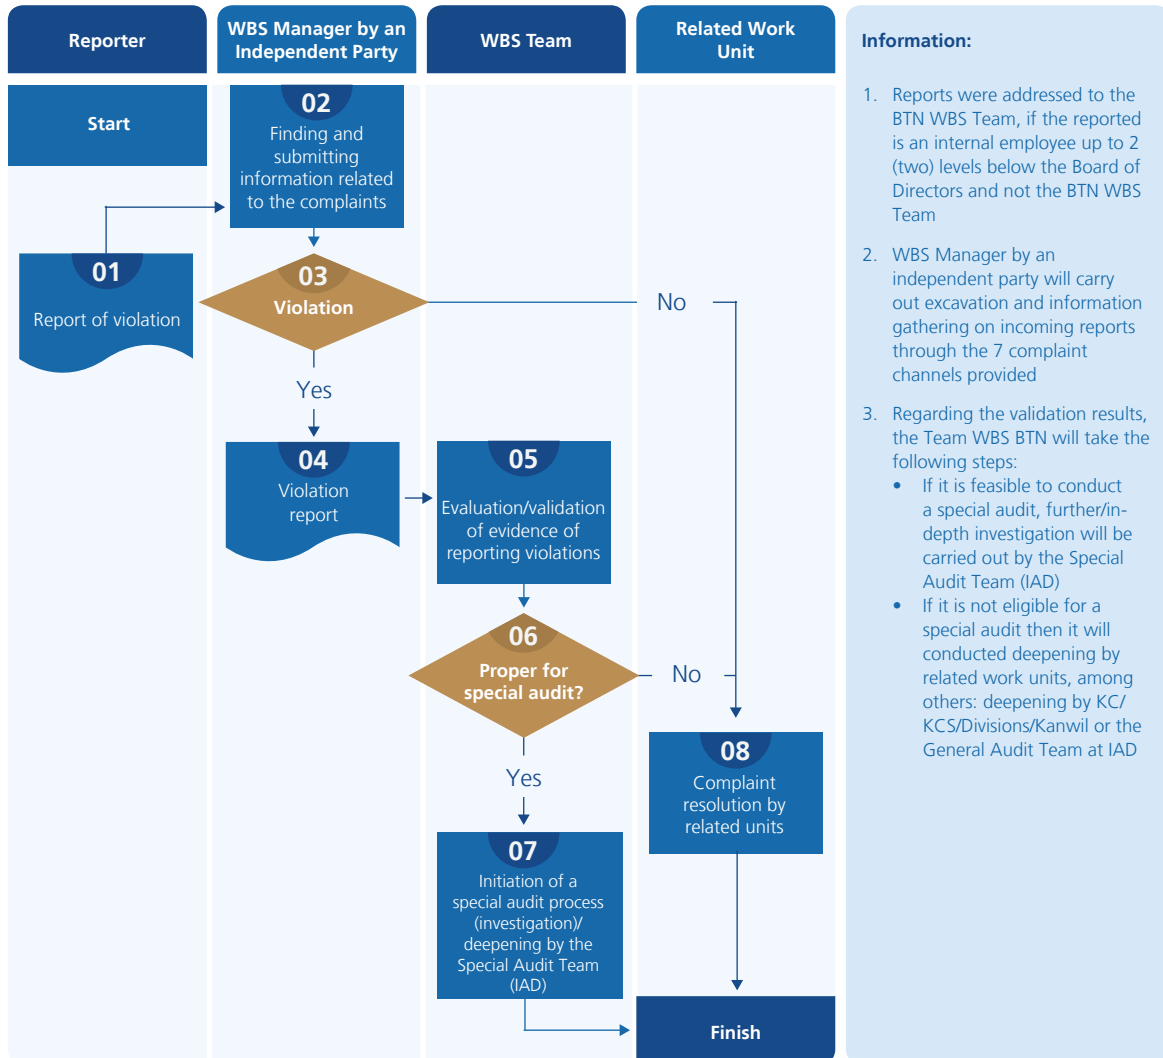 Reporter
WBS Manager by an
Independent Party
WBS Team
Related Work
Unit
Start
01
Report of violation
02
Finding and
submitting
information related
to the complaints
03
Violation
No
Yes
04
Violation
report
05
Evaluation/validation
of evidence of
reporting violations
06
Proper for
special audit?
No
Yes
07
Initiation of a
special audit process
(investigation)/
deepening by the
Special Audit Team
(IAD)
08
Complaint
resolution by
related units
Finish
Information:
1. Reports were addressed to the
BTN WBS Team, if the reported
is an internal employee up to 2
(two) levels below the Board of
Directors and not the BTN WBS
Team
2. WBS Manager by an
independent party will carry
out excavation and information
gathering on incoming reports
through the 7 complaint
channels provided
3. Regarding the validation results,
the Team WBS BTN will take the
following steps:
• If it is feasible to conduct
a special audit, further/in-
depth investigation will be
carried out by the Special
Audit Team (IAD)
• If it is not eligible for a
special audit then it will
conducted deepening by
related work units, among
others: deepening by KC/
KCS/Divisions/Kanwil or the
General Audit Team at IAD